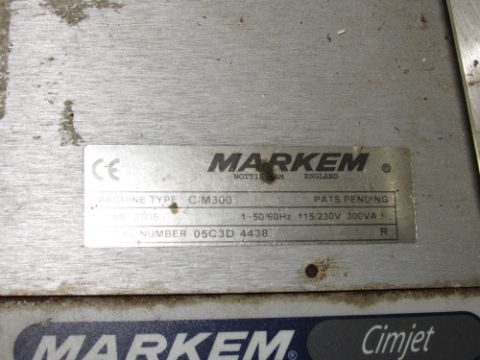 CE MARKEM ®
NOTTINGHAM ENGLAND
MACHINE TYPE CIM300 PATS PENDING
2005 1~50/60Hz 115/230V 300VA
NUMBER 05C3D 4438 R
MARKEM® Cimjet